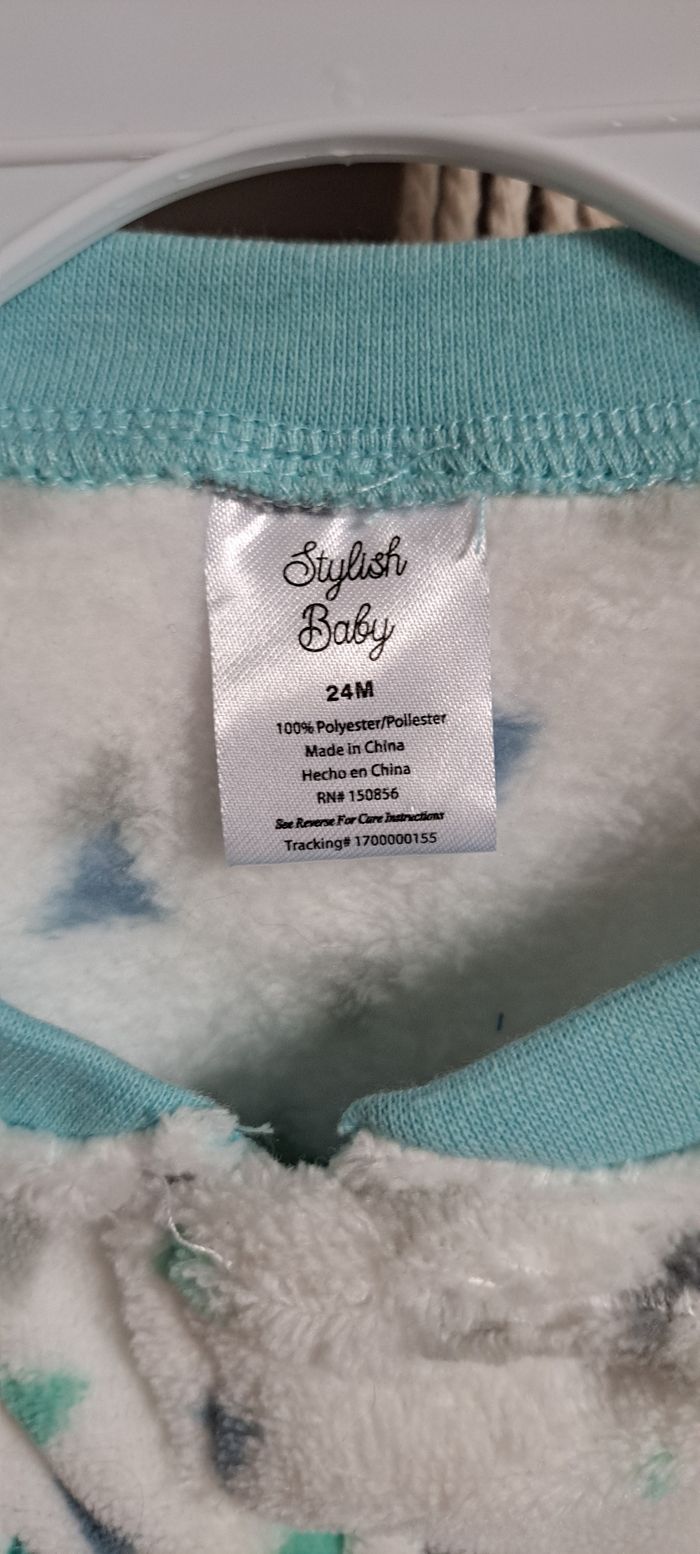 Stylish
Baby
24M
100% Polyester/Poliester
Made in China
Hecho en China
RN# 150856
See Reverse For Care Instructions
Tracking# 1700000155